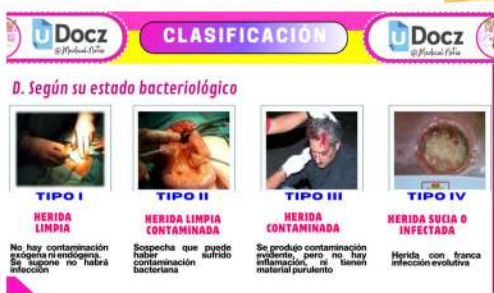 uDocz
@Medical Notes
CLASIFICACIÓN
uDocz
@Medical Notes
D. Según su estado bacteriológico
TIPO I
HERIDA
LIMPIA
No hay contaminación
exógena ni endógena.
Se supone no habrá
infección
TIPO II
HERIDA LIMPIA
CONTAMINADA
Sospecha que puede
haber sufrido
contaminación
bacteriana
TIPO III
HERIDA
CONTAMINADA
Se produjo contaminación
evidente, pero no hay
inflamación, ni tienen
material purulento
TIPO IV
HERIDA SUCIA O
INFECTADA
Herida con franca
infección evolutiva